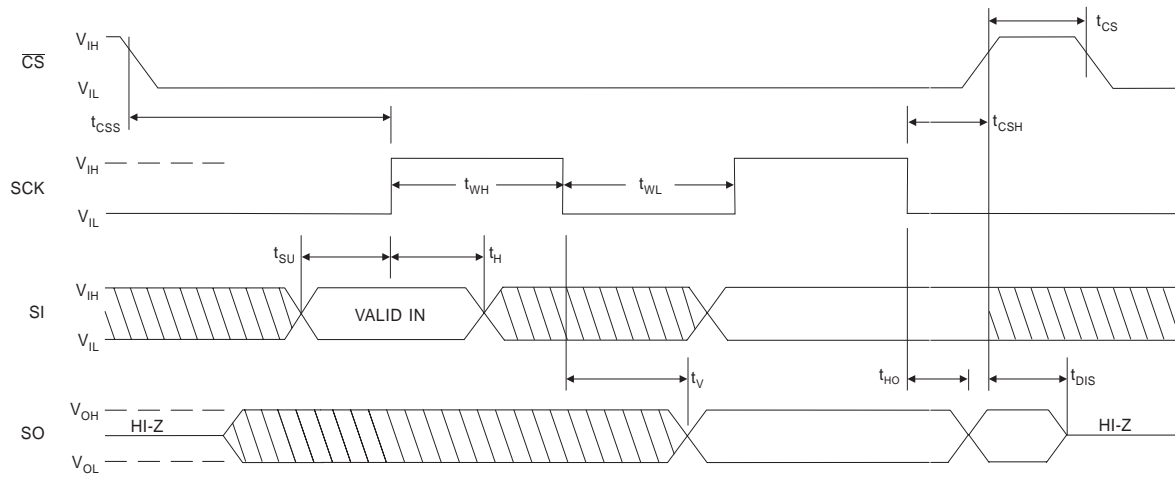 V_IH
t_CS
CS
V_IL
t_CSS
t_CSH
V_IH
SCK
t_WH
t_WL
V_IL
t_SU
t_H
V_IH
SI
VALID IN
V_IL
t_V
t_HO
t_DIS
V_OH
SO
HI-Z
HI-Z
V_OL